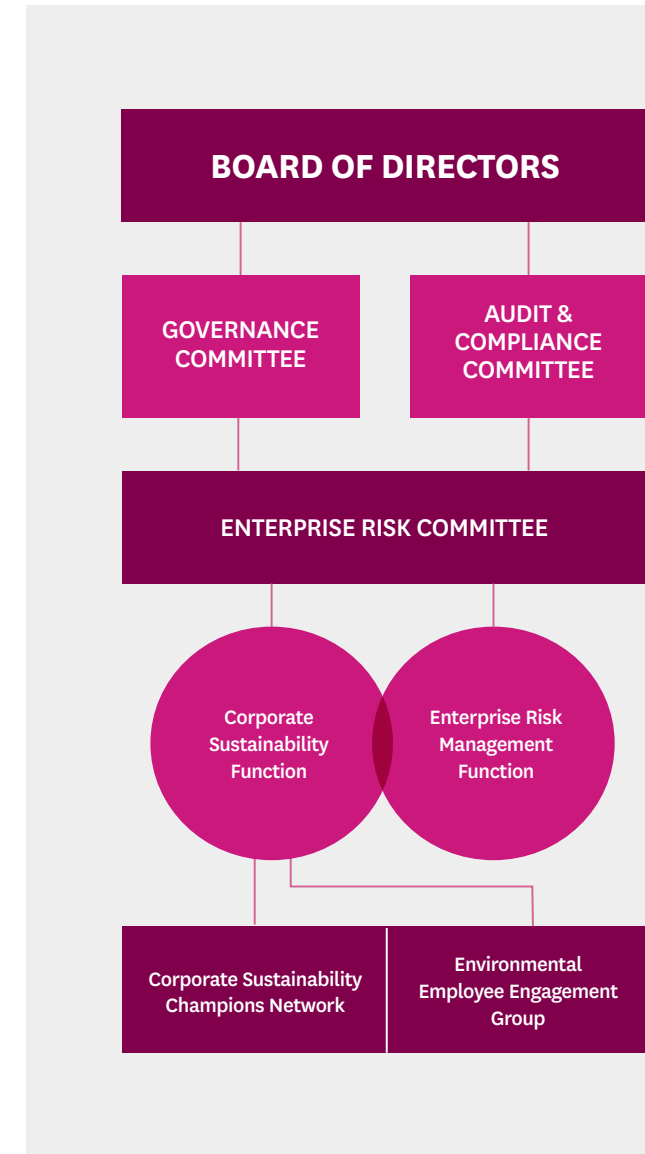 BOARD OF DIRECTORS
GOVERNANCE
COMMITTEE
AUDIT &
COMPLIANCE
COMMITTEE
ENTERPRISE RISK COMMITTEE
Corporate
Sustainability
Function
Enterprise Risk
Management
Function
Corporate Sustainability
Champions Network
Environmental
Employee Engagement
Group